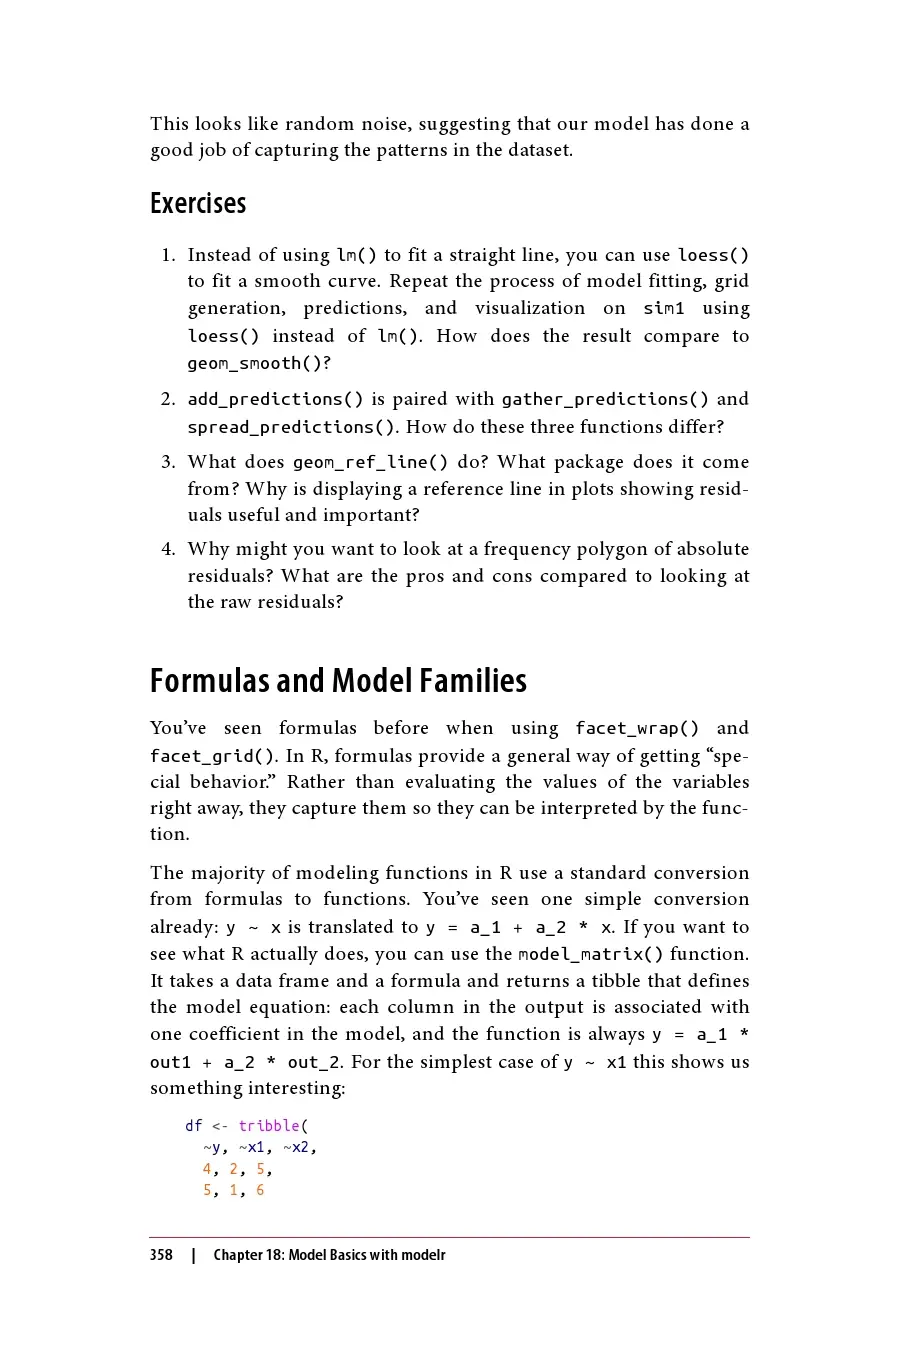 This looks like random noise, suggesting that our model has done a
good job of capturing the patterns in the dataset.
Exercises
1. Instead of using lm() to fit a straight line, you can use loess()
to fit a smooth curve. Repeat the process of model fitting, grid
generation, predictions, and visualization on sim1 using
loess() instead of lm(). How does the result compare to
geom_smooth()?
2. add_predictions() is paired with gather_predictions() and
spread_predictions(). How do these three functions differ?
3. What does geom_ref_line() do? What package does it come
from? Why is displaying a reference line in plots showing resid-
uals useful and important?
4. Why might you want to look at a frequency polygon of absolute
residuals? What are the pros and cons compared to looking at
the raw residuals?
Formulas and Model Families
You’ve seen formulas before when using facet_wrap() and
facet_grid(). In R, formulas provide a general way of getting “spe-
cial behavior.” Rather than evaluating the values of the variables
right away, they capture them so they can be interpreted by the func-
tion.
The majority of modeling functions in R use a standard conversion
from formulas to functions. You’ve seen one simple conversion
already: y ~ x is translated to y = a_1 + a_2 * x. If you want to
see what R actually does, you can use the model_matrix() function.
It takes a data frame and a formula and returns a tibble that defines
the model equation: each column in the output is associated with
one coefficient in the model, and the function is always y = a_1 *
out1 + a_2 * out_2. For the simplest case of y ~ x1 this shows us
something interesting:
df <- tribble(
~y, ~x1, ~x2,
4, 2, 5,
5, 1, 6
358 | Chapter 18: Model Basics with modelr